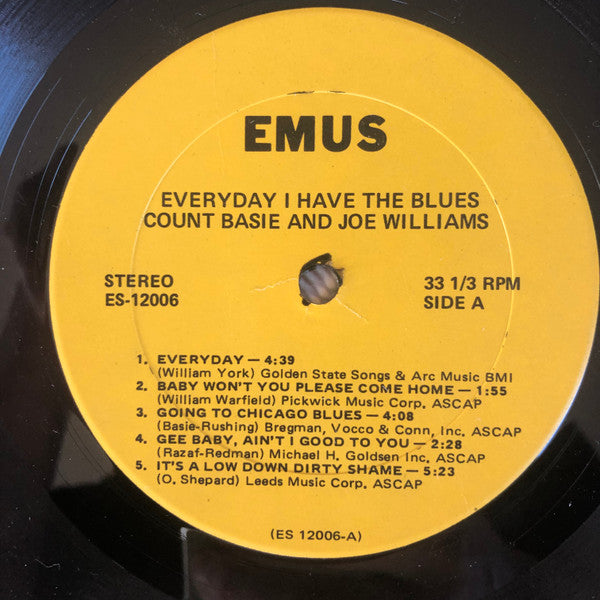 EMUS
EVERYDAY I HAVE THE BLUES
COUNT BASIE AND JOE WILLIAMS
STEREO
ES-12006
33 1/3 RPM
SIDE A
1. EVERYDAY — 4:39
(William York) Golden State Songs & Arc Music BMI
2. BABY WON'T YOU PLEASE COME HOME — 1:55
(William Warfield) Pickwick Music Corp. ASCAP
3. GOING TO CHICAGO BLUES — 4:08
(Basie-Rushing) Bregman, Vocco & Conn, Inc. ASCAP
4. GEE BABY, AIN'T I GOOD TO YOU — 2:28
(Razaf-Redman) Michael H. Goldsen Inc. ASCAP
5. IT'S A LOW DOWN DIRTY SHAME — 5:23
(O. Shepard) Leeds Music Corp. ASCAP
(ES 12006-A)